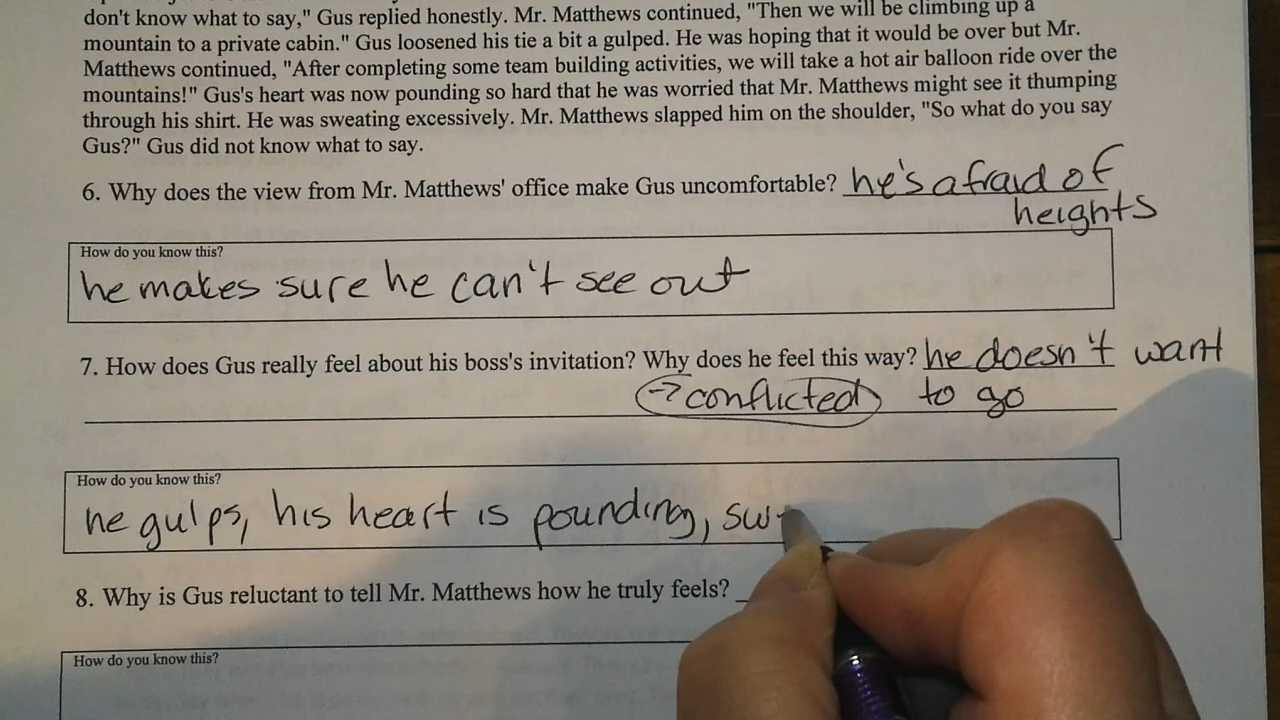 don't know what to say," Gus replied honestly. Mr. Matthews continued, "Then we will be climbing up a
mountain to a private cabin." Gus loosened his tie a bit a gulped. He was hoping that it would be over but Mr.
Matthews continued, "After completing some team building activities, we will take a hot air balloon ride over the
mountains!" Gus's heart was now pounding so hard that he was worried that Mr. Matthews might see it thumping
through his shirt. He was sweating excessively. Mr. Matthews slapped him on the shoulder, "So what do you say
Gus?" Gus did not know what to say.
6. Why does the view from Mr. Matthews' office make Gus uncomfortable? he's afraid of
heights
How do you know this?
he makes sure he can't see out
7. How does Gus really feel about his boss's invitation? Why does he feel this way? he doesn't want
→ conflicted to go
How do you know this?
he gulps, his heart is pounding, sw
8. Why is Gus reluctant to tell Mr. Matthews how he truly feels? _
How do you know this?